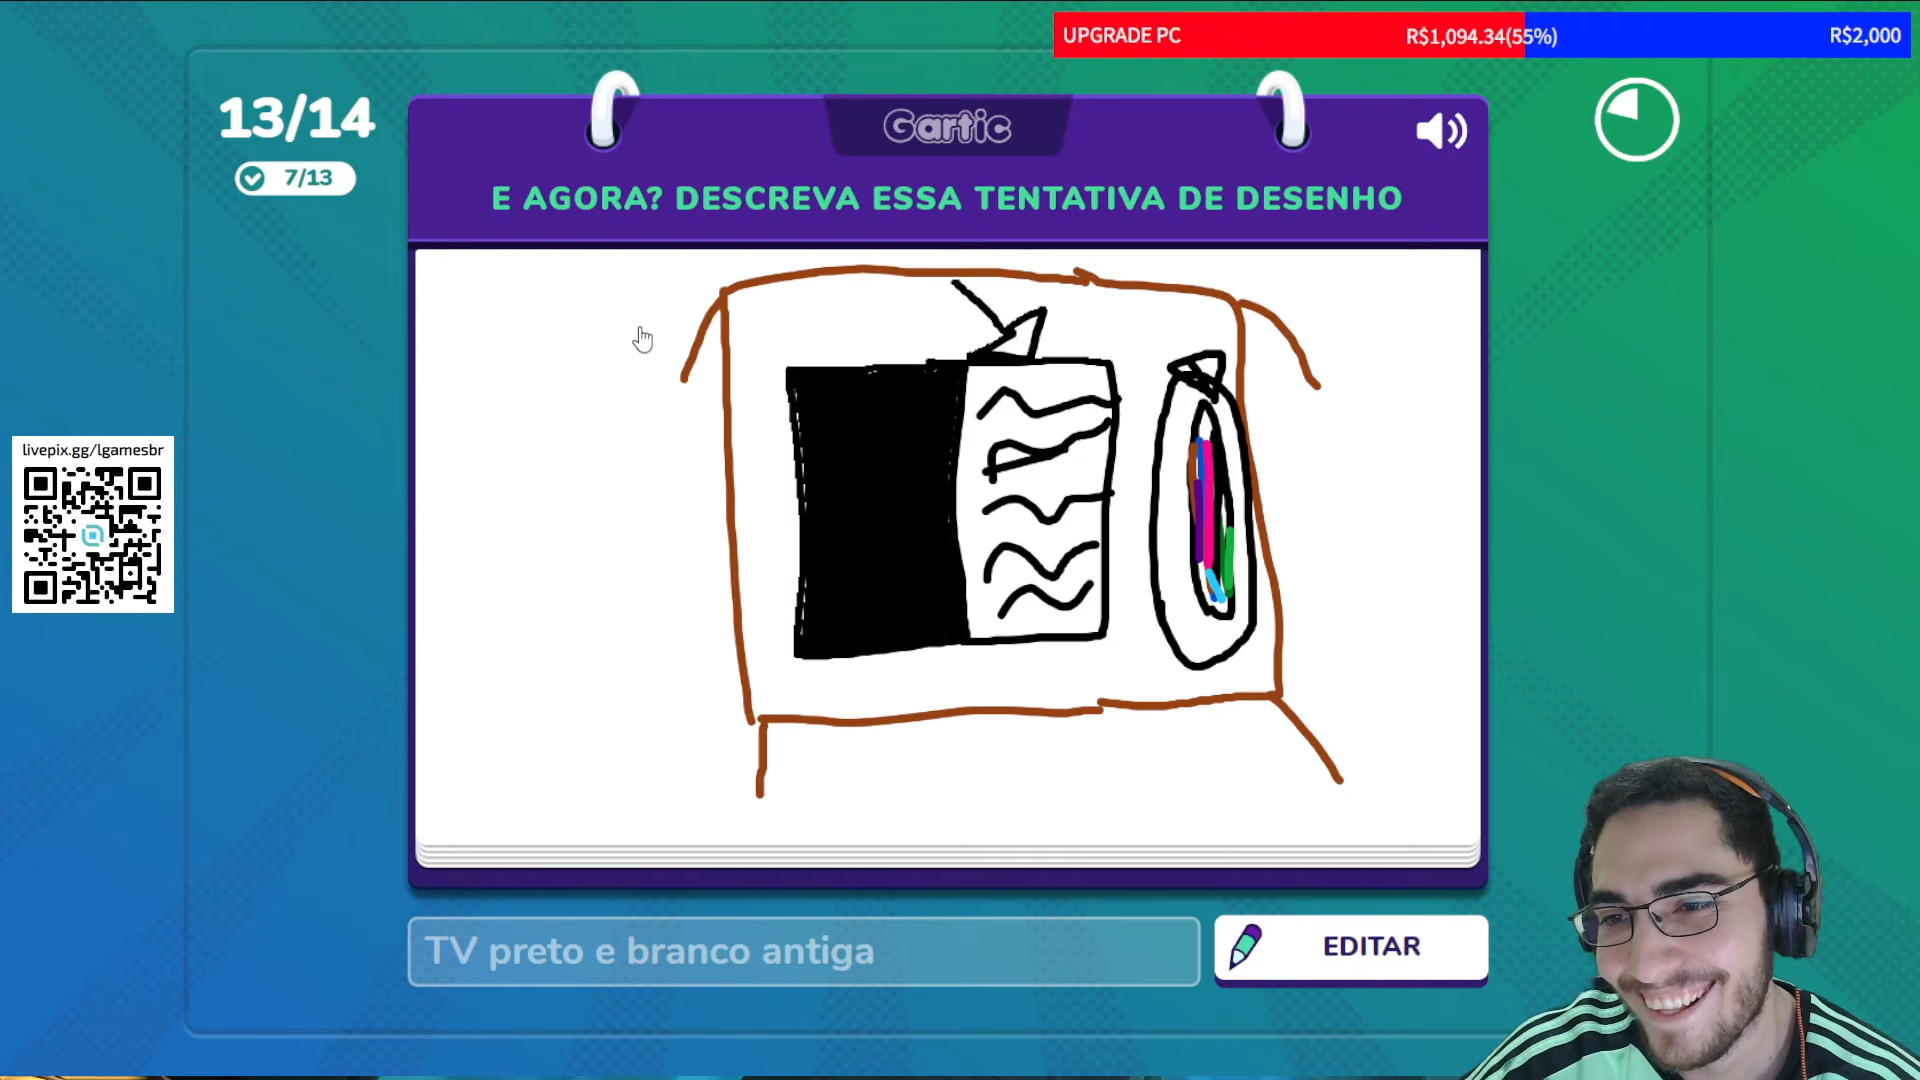 UPGRADE PC
R$1,094.34(55%)
R$2,000
13/14
7/13
Gartic
E AGORA? DESCREVA ESSA TENTATIVA DE DESENHO
livepix.gg/lgamesbr
TV preto e branco antiga
EDITAR